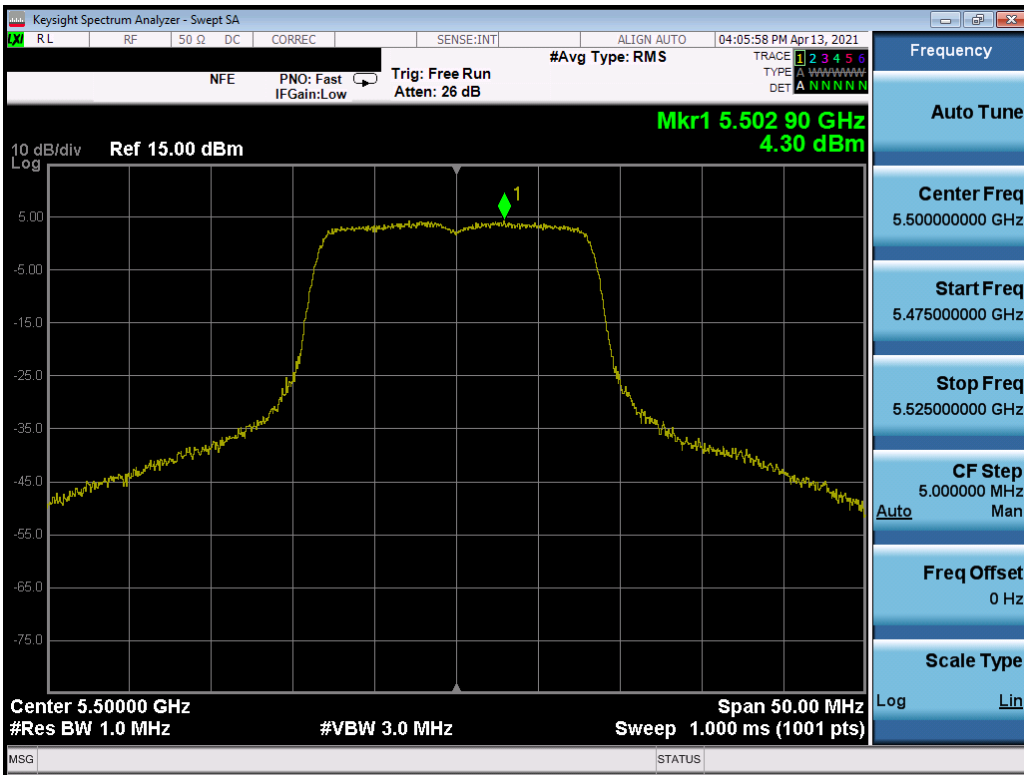 Keysight Spectrum Analyzer - Swept SA
LXI RL RF 50 Ω DC CORREC SENSE:INT ALIGN AUTO 04:05:58 PM Apr 13, 2021
NFE
PNO: Fast
IFGain:Low
Trig: Free Run
Atten: 26 dB
#Avg Type: RMS
TRACE 1 2 3 4 5 6
TYPE A WWWWW
DET A N N N N N
Mkr1 5.502 90 GHz
4.30 dBm
10 dB/div Ref 15.00 dBm
Log
1
5.00
-5.00
-15.0
-25.0
-35.0
-45.0
-55.0
-65.0
-75.0
Center 5.50000 GHz Span 50.00 MHz
#Res BW 1.0 MHz #VBW 3.0 MHz Sweep 1.000 ms (1001 pts)
MSG STATUS
Frequency
Auto Tune
Center Freq
5.500000000 GHz
Start Freq
5.475000000 GHz
Stop Freq
5.525000000 GHz
CF Step
5.000000 MHz
Auto Man
Freq Offset
0 Hz
Scale Type
Log Lin